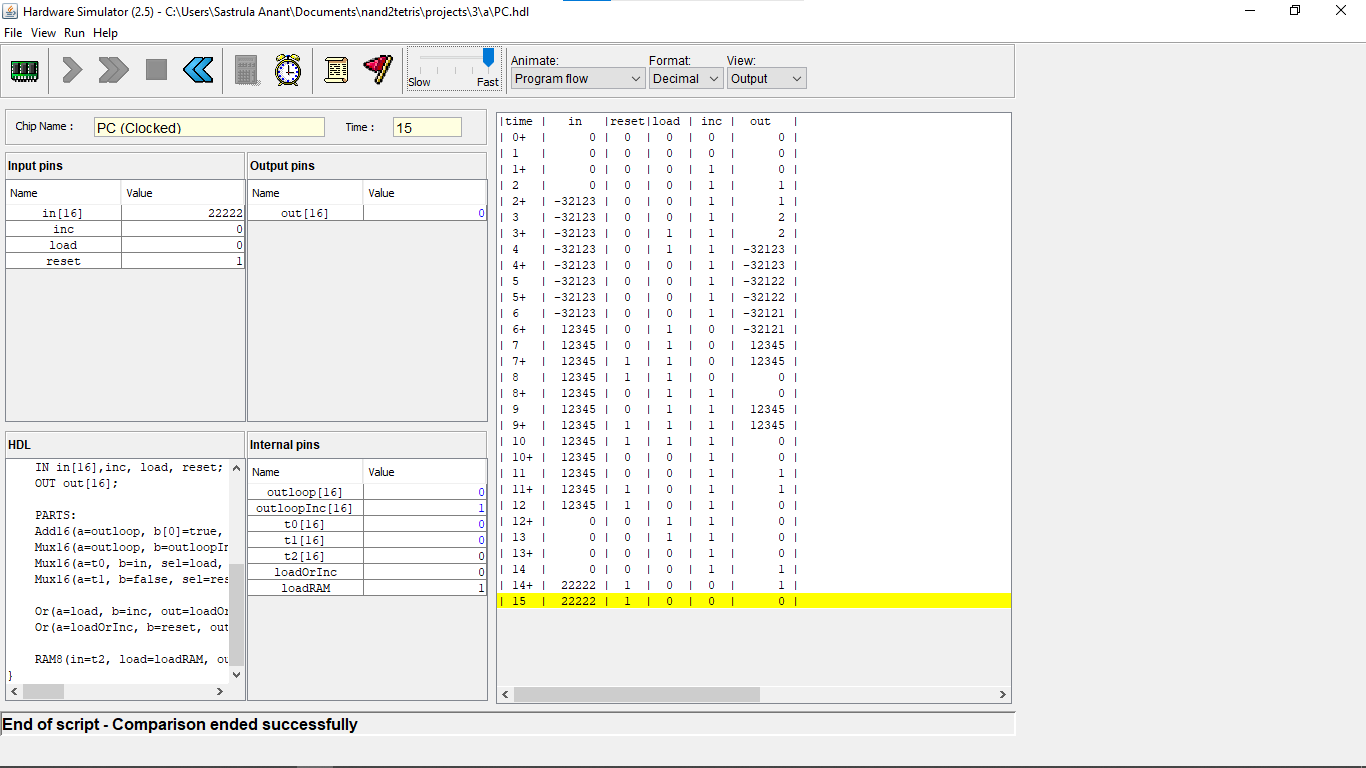 Hardware Simulator (2.5) - C:\Users\Sastrula Anant\Documents\nand2tetris\projects\3\a\PC.hdl
File View Run Help
Slow Fast
Animate: Format: View:
Program flow Decimal Output
Chip Name : PC (Clocked) Time : 15
Input pins
Name Value
in[16] 22222
inc 0
load 0
reset 1
Output pins
Name Value
out[16] 0
HDL
IN in[16],inc, load, reset;
OUT out[16];
PARTS:
Add16(a=outloop, b[0]=true,
Mux16(a=outloop, b=outloopIn
Mux16(a=t0, b=in, sel=load,
Mux16(a=t1, b=false, sel=res
Or(a=load, b=inc, out=loadOr
Or(a=loadOrInc, b=reset, out
RAM8(in=t2, load=loadRAM, ou
}
Internal pins
Name Value
outloop[16] 0
outloopInc[16] 1
t0[16] 0
t1[16] 0
t2[16] 0
loadOrInc 0
loadRAM 1
|time | in |reset|load | inc | out |
| 0+ | 0 | 0 | 0 | 0 | 0 |
| 1 | 0 | 0 | 0 | 0 | 0 |
| 1+ | 0 | 0 | 0 | 1 | 0 |
| 2 | 0 | 0 | 0 | 1 | 1 |
| 2+ | -32123 | 0 | 0 | 1 | 1 |
| 3 | -32123 | 0 | 0 | 1 | 2 |
| 3+ | -32123 | 0 | 1 | 1 | 2 |
| 4 | -32123 | 0 | 1 | 1 | -32123 |
| 4+ | -32123 | 0 | 0 | 1 | -32123 |
| 5 | -32123 | 0 | 0 | 1 | -32122 |
| 5+ | -32123 | 0 | 0 | 1 | -32122 |
| 6 | -32123 | 0 | 0 | 1 | -32121 |
| 6+ | 12345 | 0 | 1 | 0 | -32121 |
| 7 | 12345 | 0 | 1 | 0 | 12345 |
| 7+ | 12345 | 1 | 1 | 0 | 12345 |
| 8 | 12345 | 1 | 1 | 0 | 0 |
| 8+ | 12345 | 0 | 1 | 1 | 0 |
| 9 | 12345 | 0 | 1 | 1 | 12345 |
| 9+ | 12345 | 1 | 1 | 1 | 12345 |
| 10 | 12345 | 1 | 1 | 1 | 0 |
| 10+ | 12345 | 0 | 0 | 1 | 0 |
| 11 | 12345 | 0 | 0 | 1 | 1 |
| 11+ | 12345 | 1 | 0 | 1 | 1 |
| 12 | 12345 | 1 | 0 | 1 | 0 |
| 12+ | 0 | 0 | 1 | 1 | 0 |
| 13 | 0 | 0 | 1 | 1 | 0 |
| 13+ | 0 | 0 | 0 | 1 | 0 |
| 14 | 0 | 0 | 0 | 1 | 1 |
| 14+ | 22222 | 1 | 0 | 0 | 1 |
| 15 | 22222 | 1 | 0 | 0 | 0 |
End of script - Comparison ended successfully